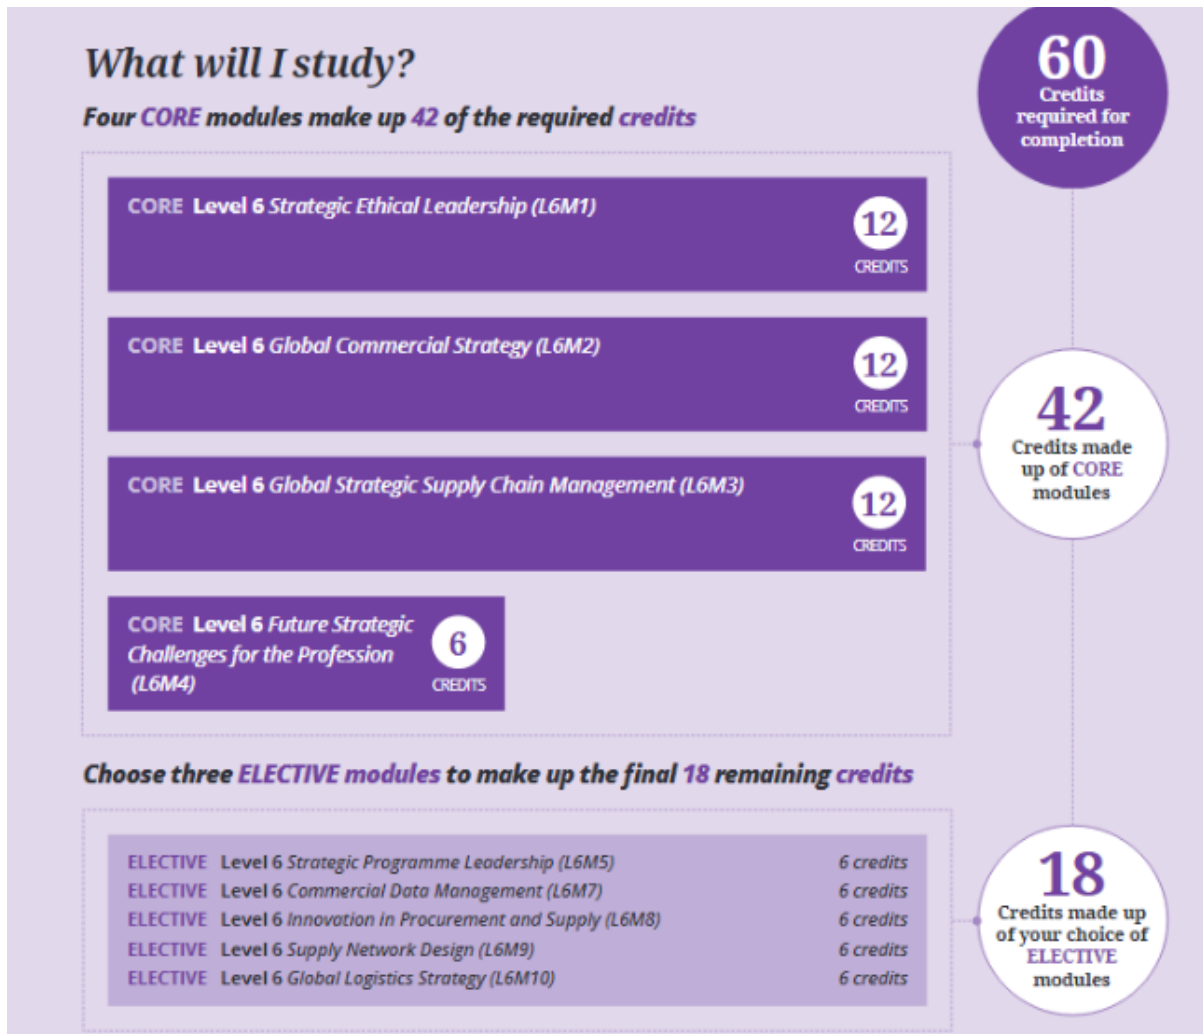 What will I study?
Four CORE modules make up 42 of the required credits
60
Credits
required for
completion
CORE Level 6 Strategic Ethical Leadership (L6M1)
12
CREDITS
CORE Level 6 Global Commercial Strategy (L6M2)
12
CREDITS
CORE Level 6 Global Strategic Supply Chain Management (L6M3)
12
CREDITS
CORE Level 6 Future Strategic
Challenges for the Profession
(L6M4)
6
CREDITS
42
Credits made
up of CORE
modules
Choose three ELECTIVE modules to make up the final 18 remaining credits
ELECTIVE Level 6 Strategic Programme Leadership (L6M5) 6 credits
ELECTIVE Level 6 Commercial Data Management (L6M7) 6 credits
ELECTIVE Level 6 Innovation in Procurement and Supply (L6M8) 6 credits
ELECTIVE Level 6 Supply Network Design (L6M9) 6 credits
ELECTIVE Level 6 Global Logistics Strategy (L6M10) 6 credits
18
Credits made up
of your choice of
ELECTIVE
modules